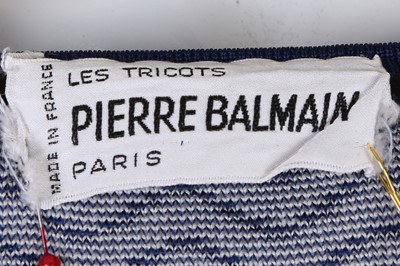 MADE IN FRANCE
LES TRICOTS
PIERRE BALMAIN
PARIS